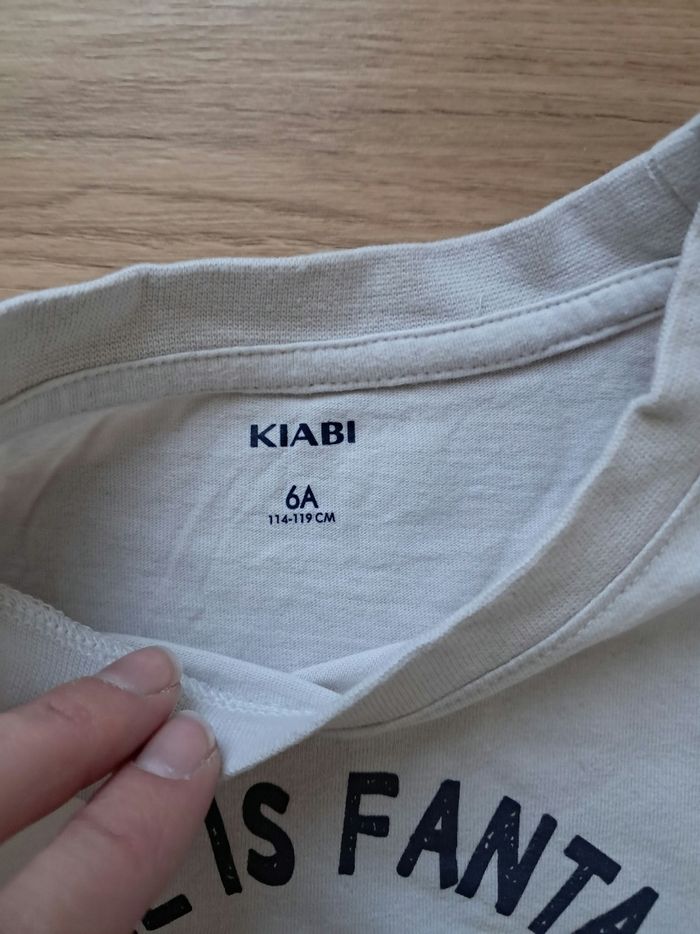 KIABI
6A
114-119 CM
IS FANTA